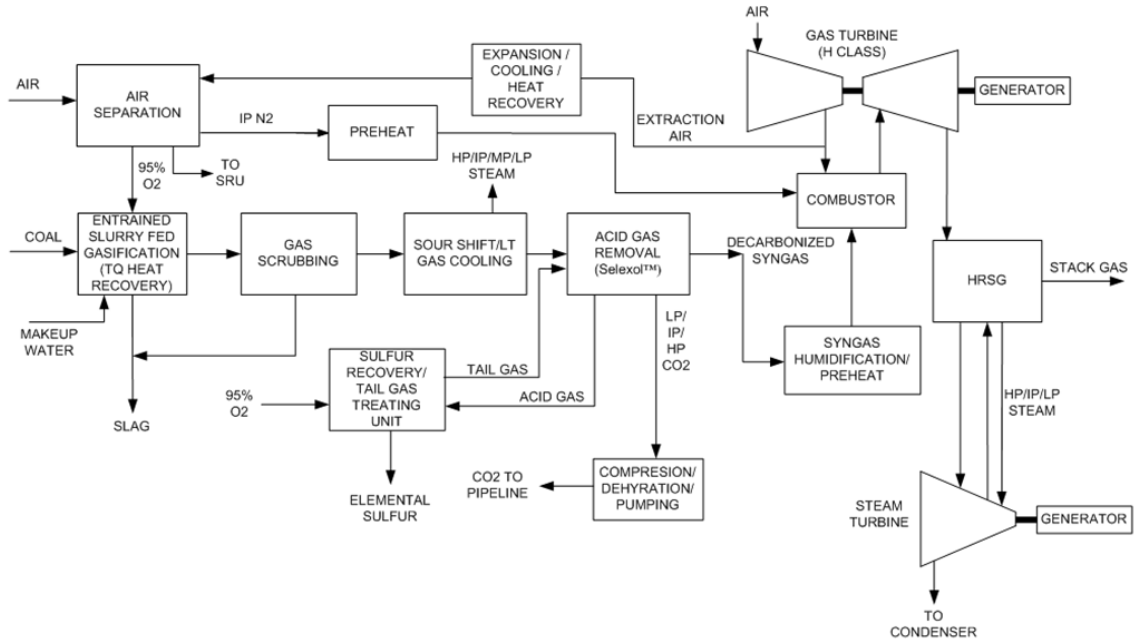 AIR
GAS TURBINE
(H CLASS)
EXPANSION /
COOLING /
HEAT
RECOVERY
AIR
AIR
SEPARATION
GENERATOR
IP N2
PREHEAT
EXTRACTION
AIR
95%
O2
TO
SRU
HP/IP/MP/LP
STEAM
COMBUSTOR
COAL
ENTRAINED
SLURRY FED
GASIFICATION
(TQ HEAT
RECOVERY)
GAS
SCRUBBING
SOUR SHIFT/LT
GAS COOLING
ACID GAS
REMOVAL
(Selexol™)
DECARBONIZED
SYNGAS
HRSG
STACK GAS
MAKEUP
WATER
LP/
IP/
HP
CO2
SYNGAS
HUMIDIFICATION/
PREHEAT
SULFUR
RECOVERY/
TAIL GAS
TREATING
UNIT
TAIL GAS
ACID GAS
95%
O2
HP/IP/LP
STEAM
SLAG
CO2 TO
PIPELINE
COMPRESION/
DEHYRATION/
PUMPING
ELEMENTAL
SULFUR
STEAM
TURBINE
GENERATOR
TO
CONDENSER